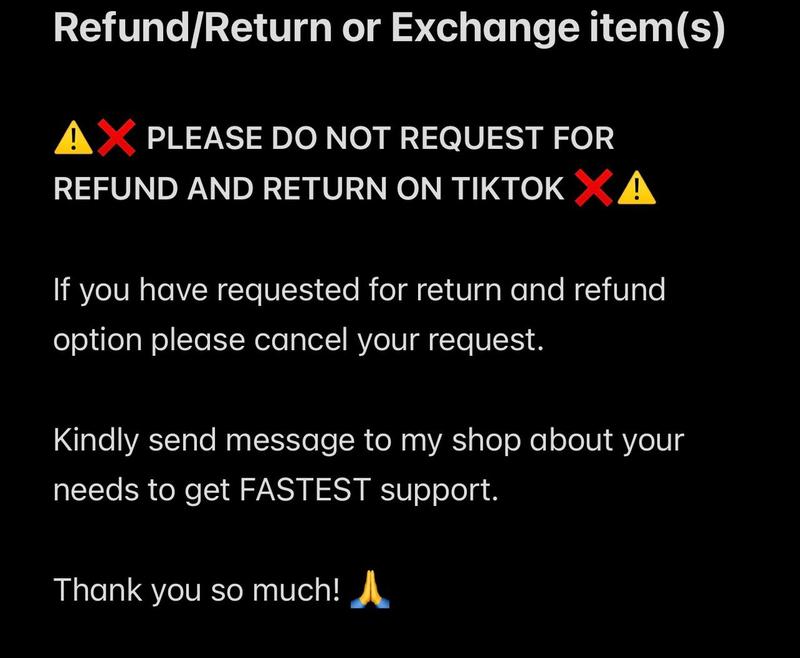 Refund/Return or Exchange item(s)
⚠️❌ PLEASE DO NOT REQUEST FOR
REFUND AND RETURN ON TIKTOK ❌⚠️
If you have requested for return and refund
option please cancel your request.
Kindly send message to my shop about your
needs to get FASTEST support.
Thank you so much! 🙏